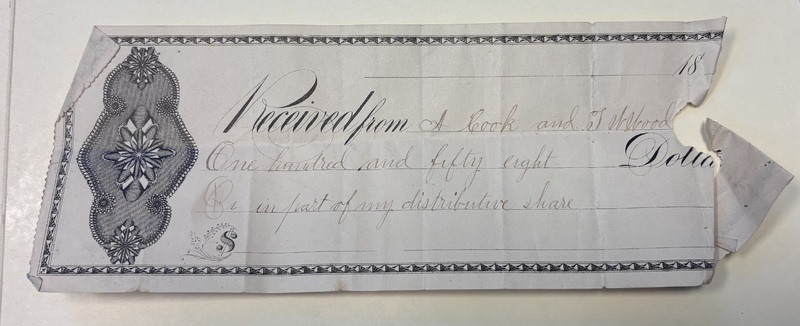 18
Received from A Cook and T W Wood
One hundred and fifty eight Dolla
in part of my distributive share
$